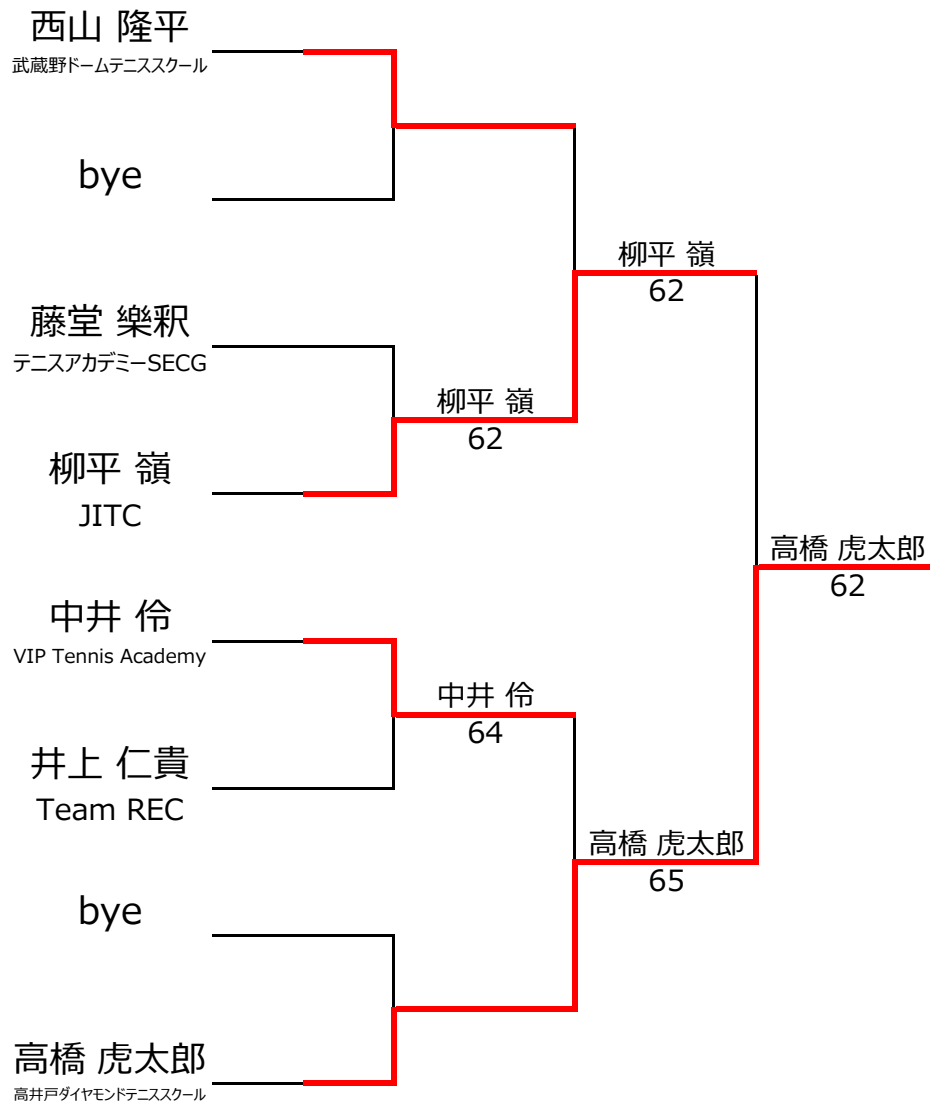 西山 隆平
武蔵野ドームテニススクール
bye
藤堂 樂釈
テニスアカデミーSECG
柳平 嶺
JITC
中井 伶
VIP Tennis Academy
井上 仁貴
Team REC
bye
高橋 虎太郎
高井戸ダイヤモンドテニススクール
柳平 嶺
62
中井 伶
64
柳平 嶺
62
高橋 虎太郎
65
高橋 虎太郎
62